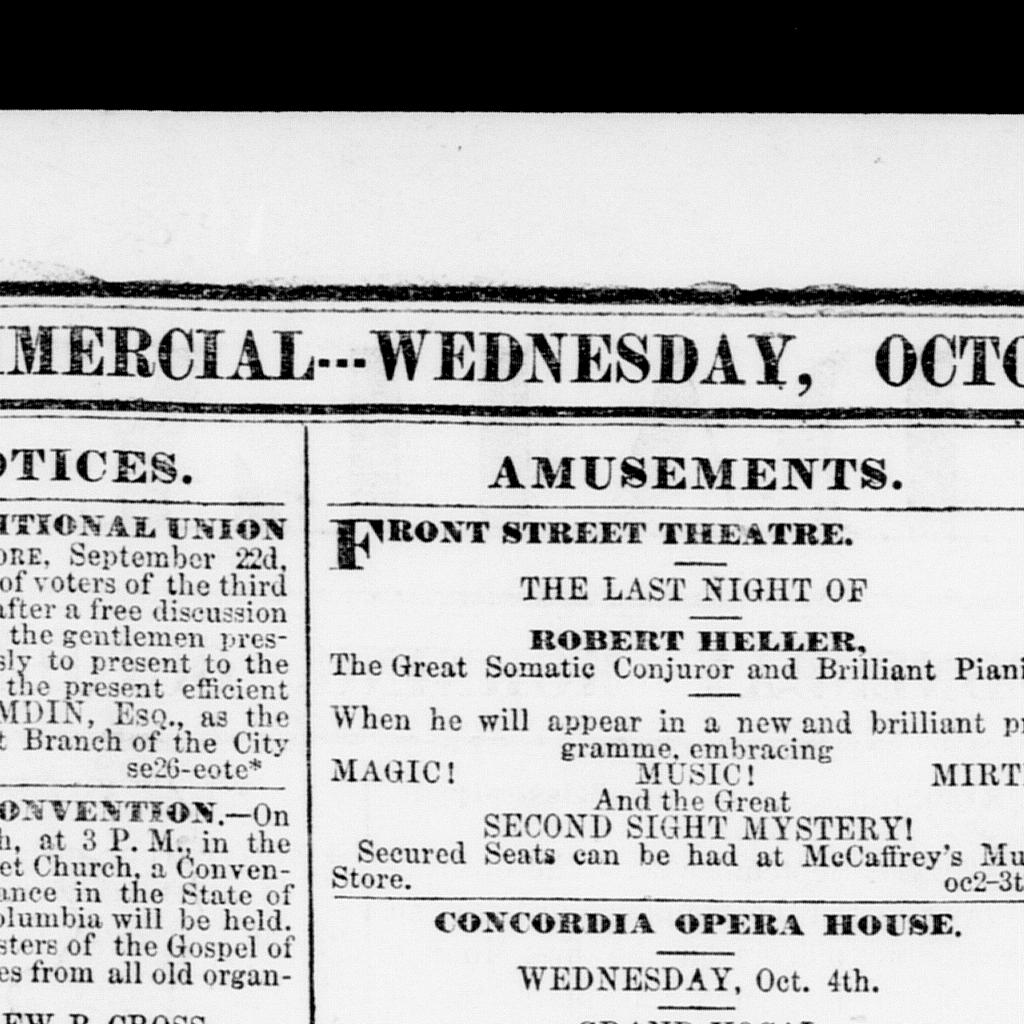 MERCIAL---WEDNESDAY, OCTO
OTICES.
ITIONAL UNION
ORE, September 22d,
of voters of the third
after a free discussion
the gentlemen pres-
sly to present to the
the present efficient
MDIN, Esq., as the
t Branch of the City
se26-eote*
ONVENTION.—On
h, at 3 P. M., in the
et Church, a Conven-
ance in the State of
olumbia will be held.
sters of the Gospel of
es from all old organ-
EW P. CROSS
AMUSEMENTS.
FRONT STREET THEATRE.
THE LAST NIGHT OF
ROBERT HELLER,
The Great Somatic Conjuror and Brilliant Piani
When he will appear in a new and brilliant pr
gramme, embracing
MAGIC! MUSIC! MIRT
And the Great
SECOND SIGHT MYSTERY!
Secured Seats can be had at McCaffrey's Mu
Store. oc2-3t
CONCORDIA OPERA HOUSE.
WEDNESDAY, Oct. 4th.